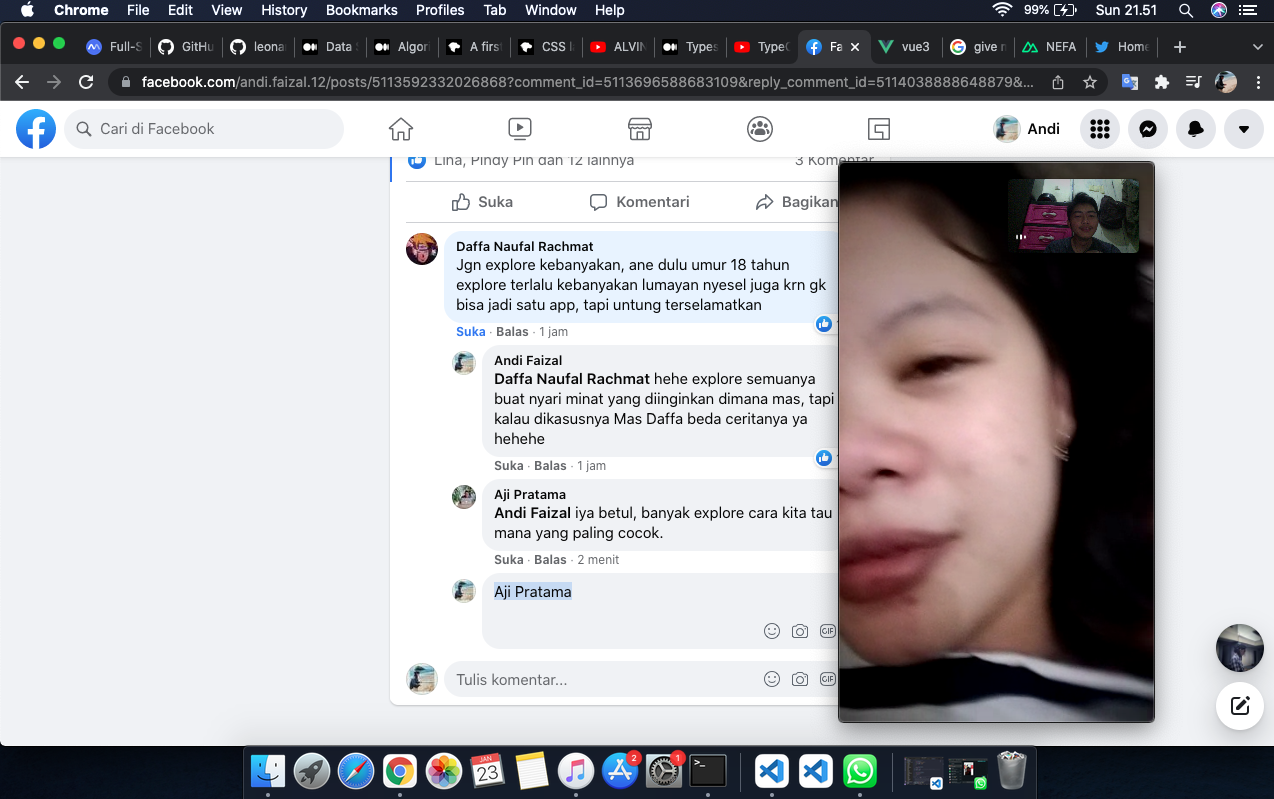 Chrome File Edit View History Bookmarks Profiles Tab Window Help 99% Sun 21.51
Full-S GitHu leona Data Algori A first CSS ALVIN Types Type Fa vue3 give n NEFA Home
facebook.com/andi.faizal.12/posts/5113592332026868?comment_id=5113696588683109&reply_comment_id=5114038888648879&...
Cari di Facebook Andi
Lina, Pindy Pin dan 12 lainnya 3 Komentar
Suka Komentari Bagikan
Daffa Naufal Rachmat
Jgn explore kebanyakan, ane dulu umur 18 tahun
explore terlalu kebanyakan lumayan nyesel juga krn gk
bisa jadi satu app, tapi untung terselamatkan
Suka · Balas · 1 jam
Andi Faizal
Daffa Naufal Rachmat hehe explore semuanya
buat nyari minat yang diinginkan dimana mas, tapi
kalau dikasusnya Mas Daffa beda ceritanya ya
hehehe
Suka · Balas · 1 jam
Aji Pratama
Andi Faizal iya betul, banyak explore cara kita tau
mana yang paling cocok.
Suka · Balas · 2 menit
Aji Pratama
GIF
Tulis komentar...
GIF
JAN
23
2
1